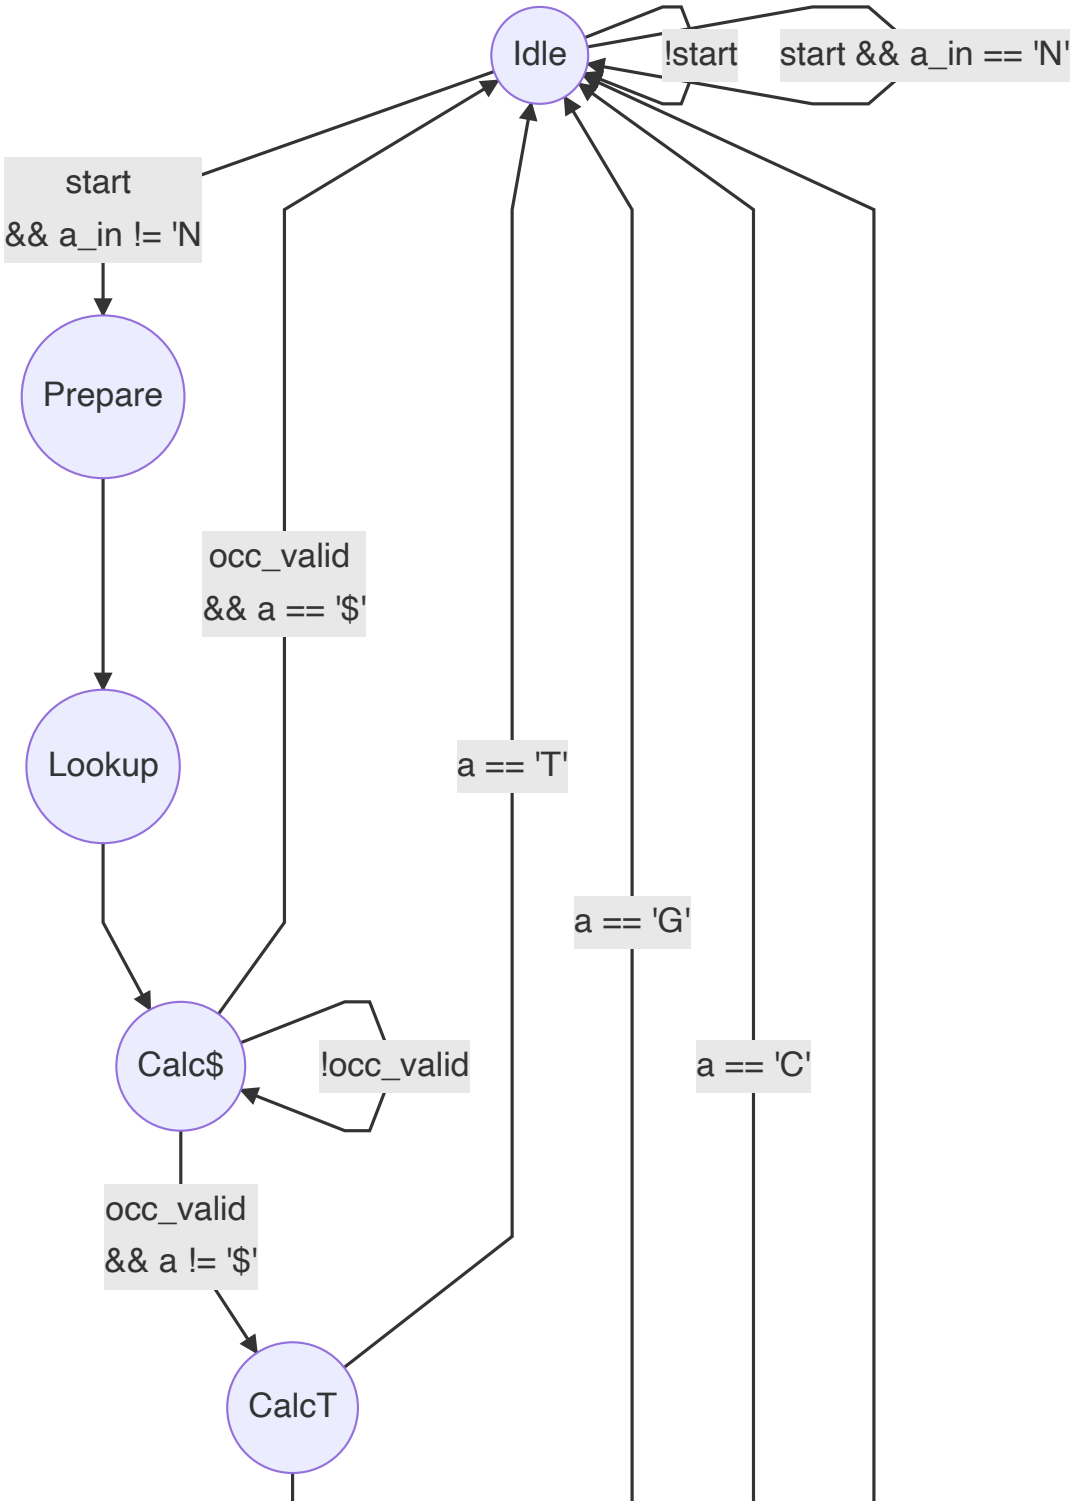 Idle
!start
start && a_in == 'N'
start
&& a_in != 'N
Prepare
occ_valid
&& a == '$'
Lookup
a == 'T'
a == 'G'
Calc$
!occ_valid
a == 'C'
occ_valid
&& a != '$'
CalcT